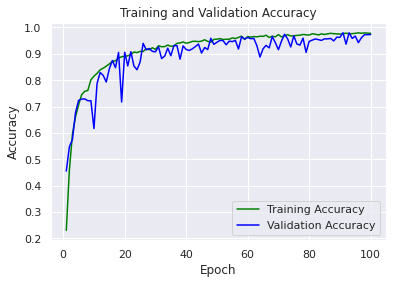 Training and Validation Accuracy
Accuracy
1.0
0.9
0.8
0.7
0.6
0.5
0.4
0.3
0.2
Training Accuracy
Validation Accuracy
0 20 40 60 80 100
Epoch